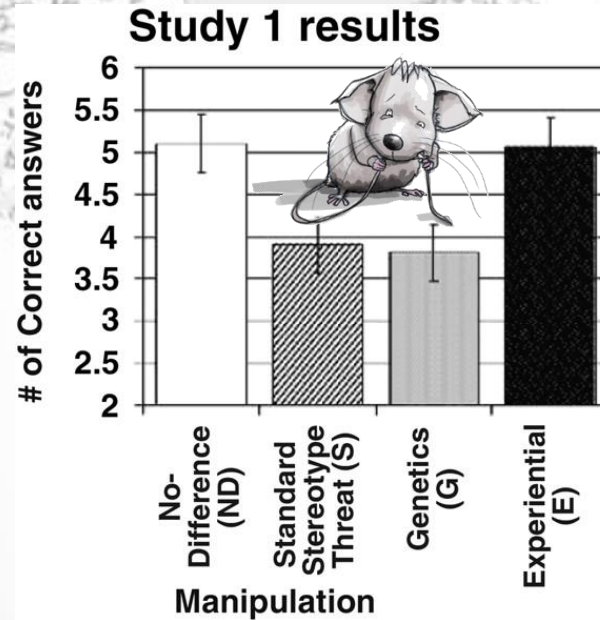 Study 1 results
# of Correct answers
6
5.5
5
4.5
4
3.5
3
2.5
2
No-
Difference
(ND)
Standard
Stereotype
Threat (S)
Genetics
(G)
Experiential
(E)
Manipulation